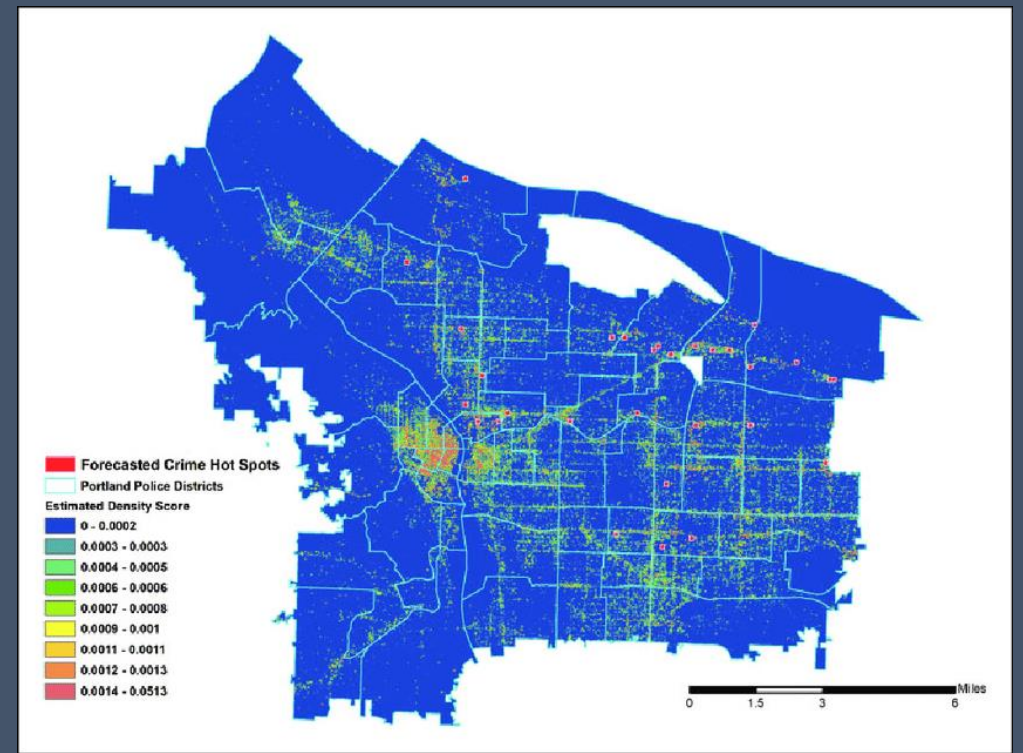 Forecasted Crime Hot Spots
Portland Police Districts
Estimated Density Score
0 - 0.0002
0.0003 - 0.0003
0.0004 - 0.0005
0.0006 - 0.0006
0.0007 - 0.0008
0.0009 - 0.001
0.0011 - 0.0011
0.0012 - 0.0013
0.0014 - 0.0513
Miles
0 1.5 3 6